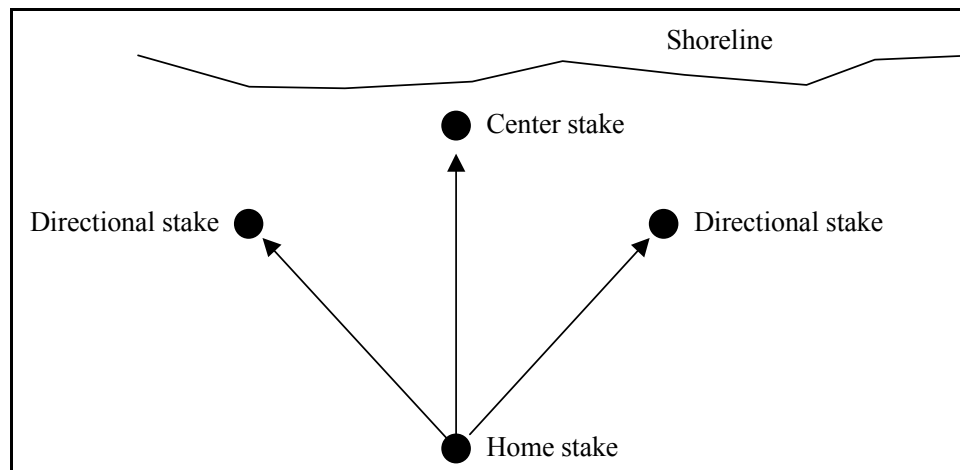 Shoreline
Center stake
Directional stake
Directional stake
Home stake